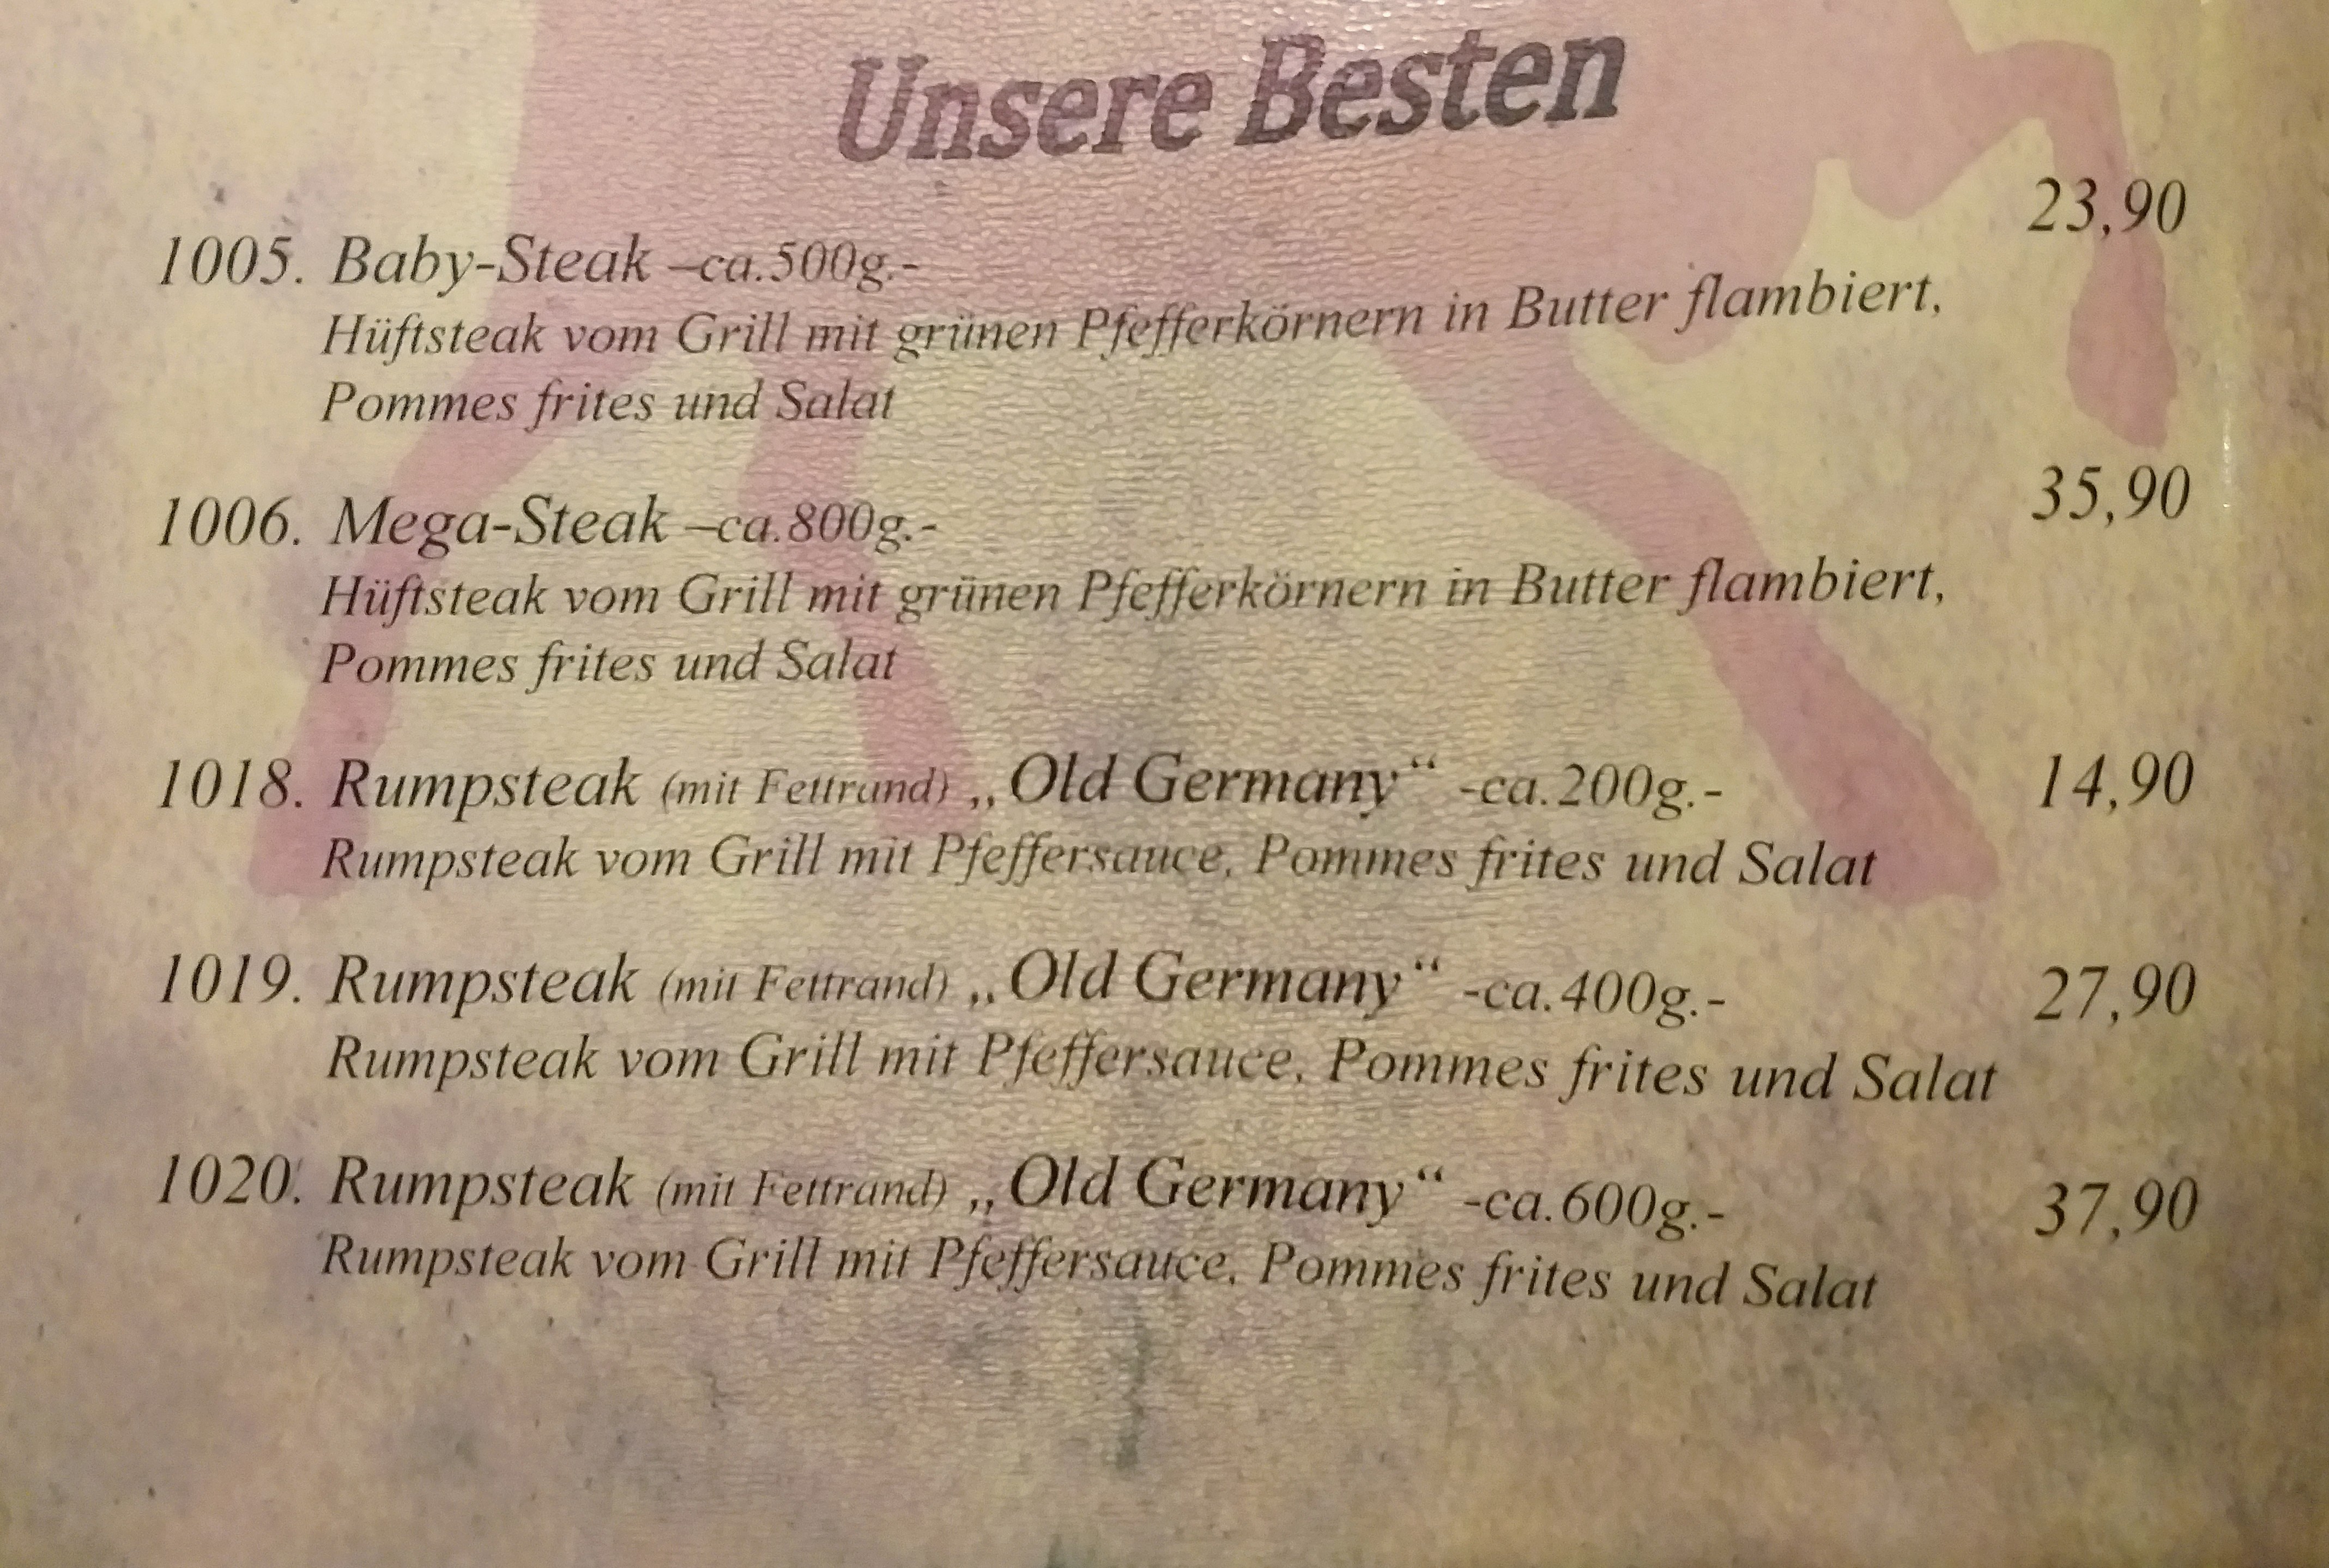 Unsere Besten
1005. Baby-Steak –ca.500g.- 23,90
Hüftsteak vom Grill mit grünen Pfefferkörnern in Butter flambiert,
Pommes frites und Salat
1006. Mega-Steak –ca.800g.- 35,90
Hüftsteak vom Grill mit grünen Pfefferkörnern in Butter flambiert,
Pommes frites und Salat
1018. Rumpsteak (mit Fettrand) „Old Germany“ -ca.200g.- 14,90
Rumpsteak vom Grill mit Pfeffersauce, Pommes frites und Salat
1019. Rumpsteak (mit Fettrand) „Old Germany“ -ca.400g.- 27,90
Rumpsteak vom Grill mit Pfeffersauce, Pommes frites und Salat
1020. Rumpsteak (mit Fettrand) „Old Germany“ -ca.600g.- 37,90
Rumpsteak vom Grill mit Pfeffersauce, Pommes frites und Salat